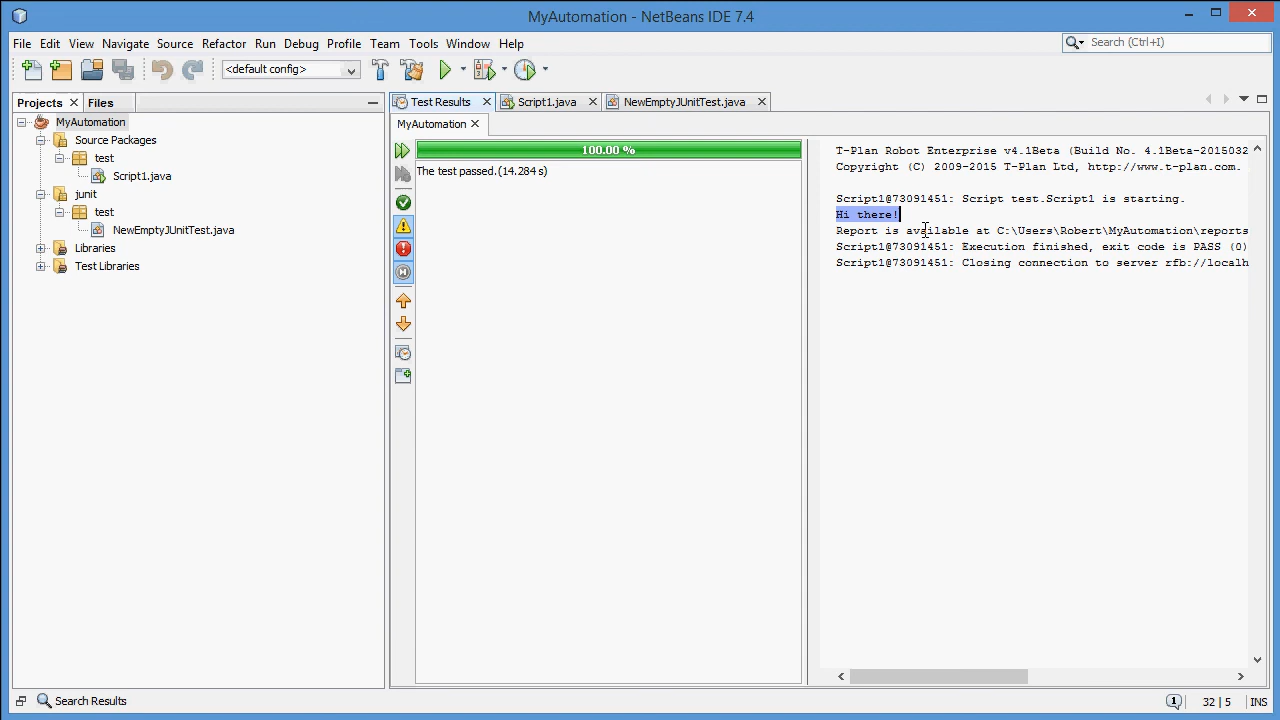 MyAutomation - NetBeans IDE 7.4
File Edit View Navigate Source Refactor Run Debug Profile Team Tools Window Help
Search (Ctrl+I)
<default config>
Projects Files
Test Results Script1.java NewEmptyJUnitTest.java
MyAutomation
MyAutomation
Source Packages
test
Script1.java
junit
test
NewEmptyJUnitTest.java
Libraries
Test Libraries
100.00 %
The test passed.(14.284 s)
T-Plan Robot Enterprise v4.1Beta (Build No. 4.1Beta-2015032
Copyright (C) 2009-2015 T-Plan Ltd, http://www.t-plan.com.
Script1@73091451: Script test.Script1 is starting.
Hi there!
Report is available at C:\Users\Robert\MyAutomation\reports
Script1@73091451: Execution finished, exit code is PASS (0)
Script1@73091451: Closing connection to server rfb://localh
Search Results
1
32 | 5 INS